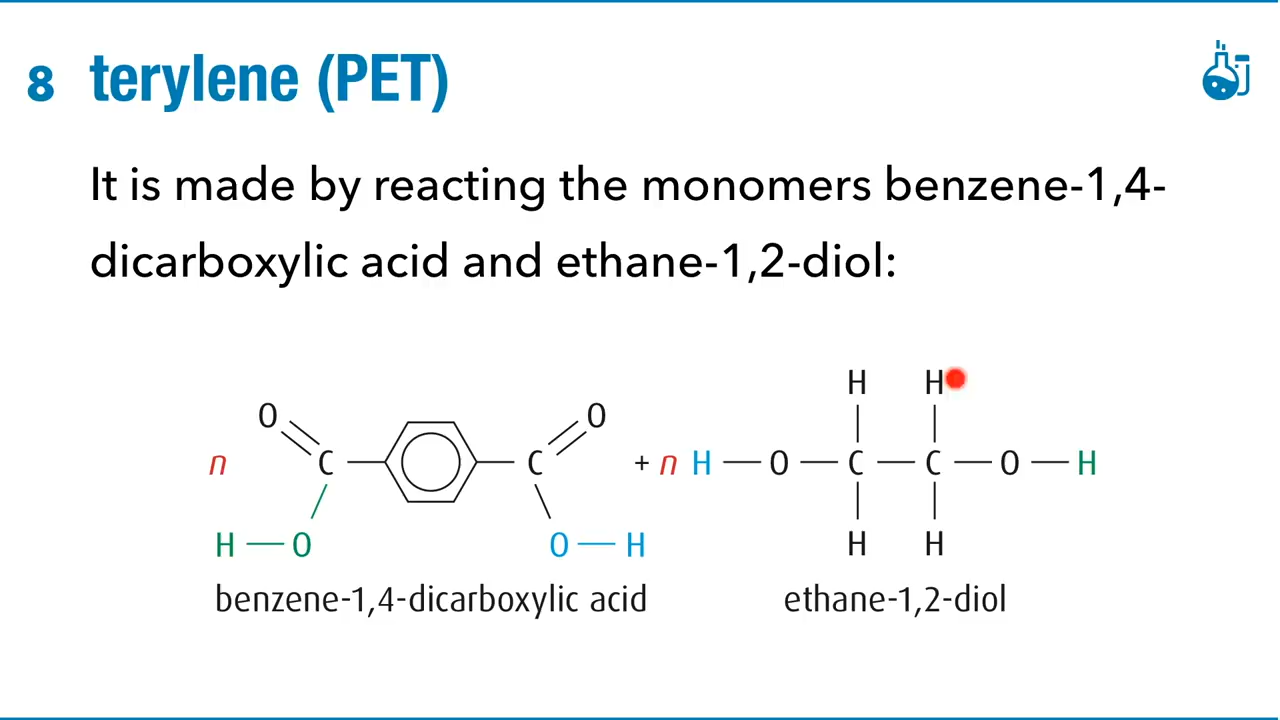 8 terylene (PET)
It is made by reacting the monomers benzene-1,4-
dicarboxylic acid and ethane-1,2-diol:
H H
O O
n C C + n H O C C O H
H O O H H H
benzene-1,4-dicarboxylic acid ethane-1,2-diol